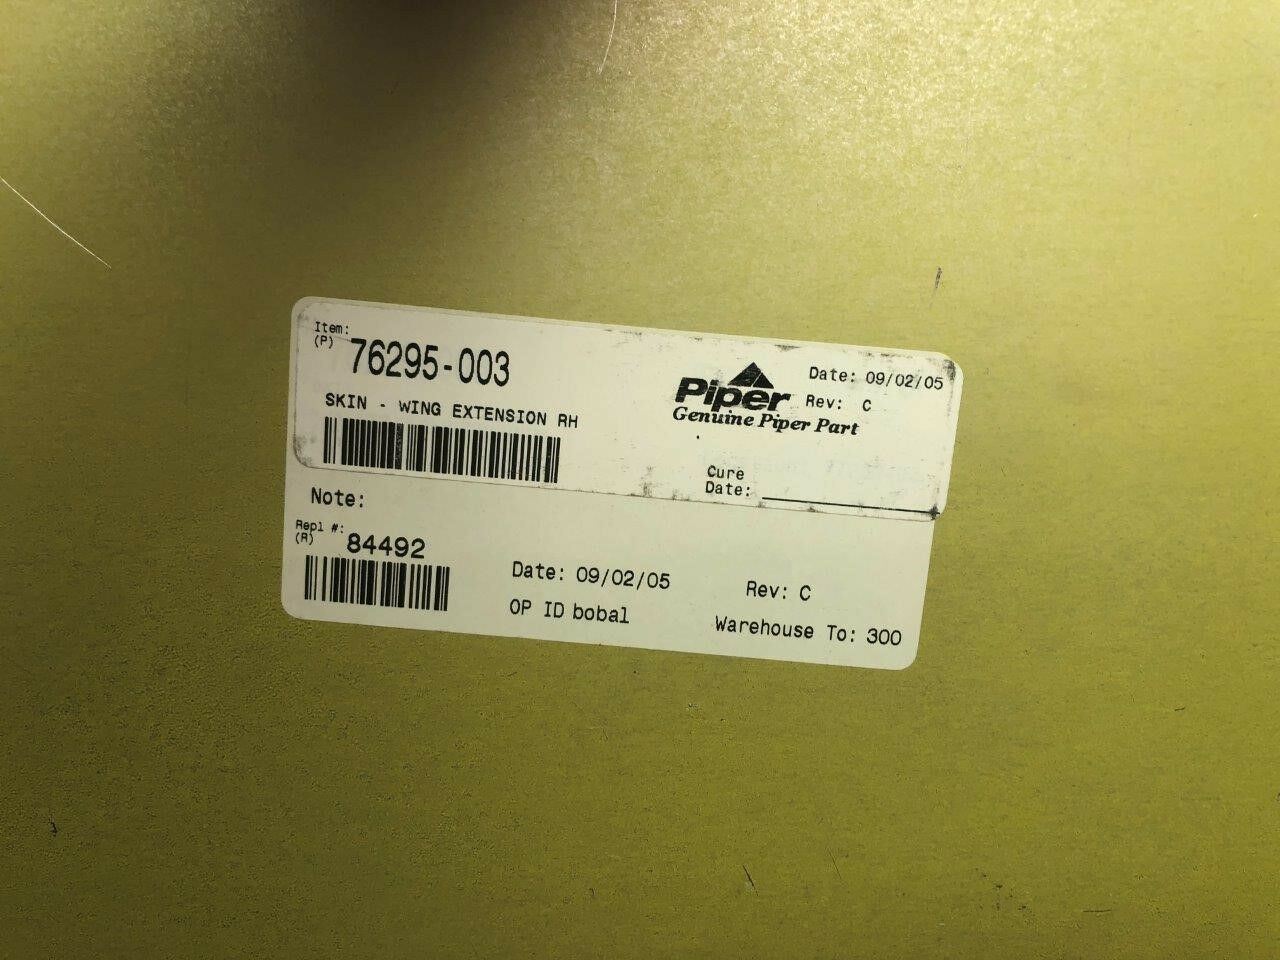 Item:
(P) 76295-003
SKIN - WING EXTENSION RH
Piper
Genuine Piper Part
Date: 09/02/05
Rev: C
Cure
Date:
Note:
Repl #:
(R) 84492
Date: 09/02/05
Rev: C
OP ID bobal
Warehouse To: 300